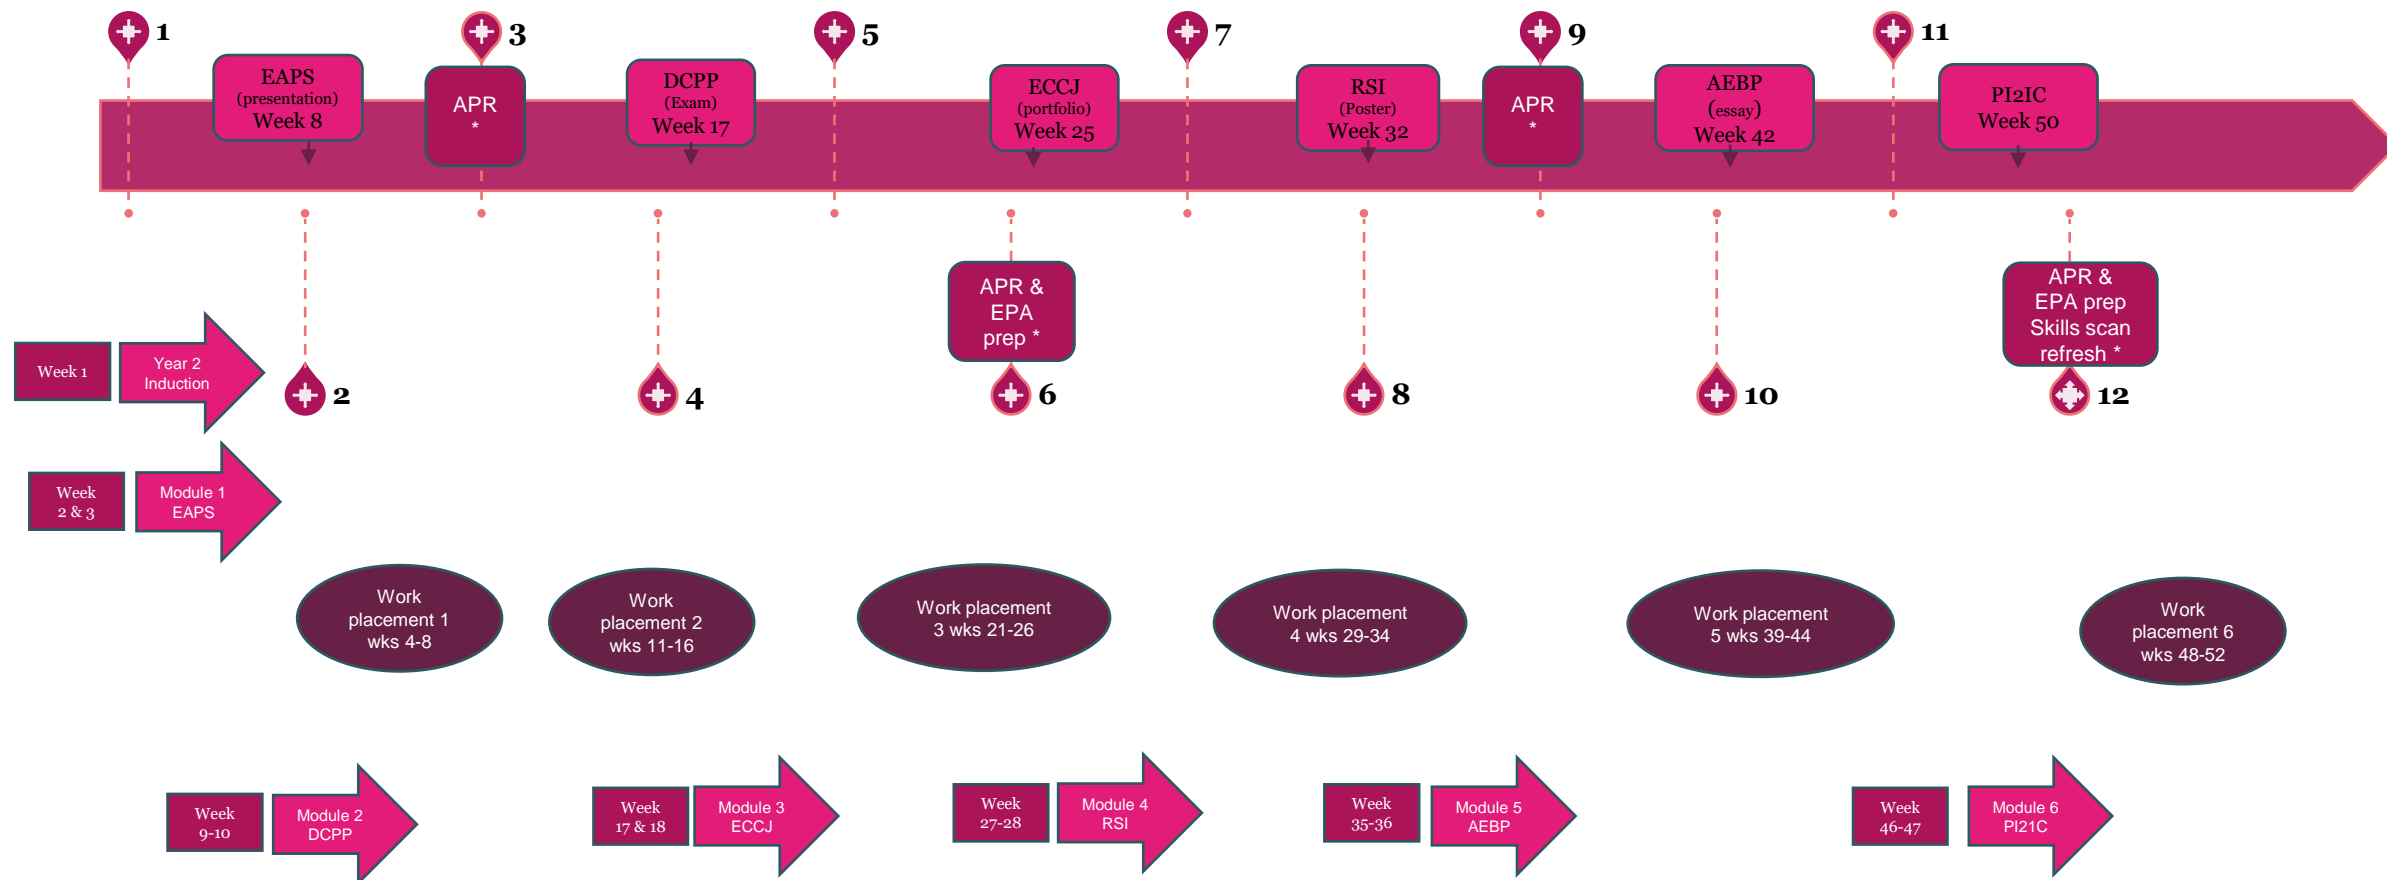 1
3
5
7
9
11
EAPS
(presentation)
Week 8
APR
*
DCPP
(Exam)
Week 17
ECCJ
(portfolio)
Week 25
RSI
(Poster)
Week 32
APR
*
AEBP
(essay)
Week 42
PI2IC
Week 50
APR &
EPA
prep *
APR &
EPA prep
Skills scan
refresh *
Week 1
Year 2
Induction
2
4
6
8
10
12
Week
2 & 3
Module 1
EAPS
Work
placement 1
wks 4-8
Work
placement 2
wks 11-16
Work placement
3 wks 21-26
Work placement
4 wks 29-34
Work placement
5 wks 39-44
Work
placement 6
wks 48-52
Week
9-10
Module 2
DCPP
Week
17 & 18
Module 3
ECCJ
Week
27-28
Module 4
RSI
Week
35-36
Module 5
AEBP
Week
46-47
Module 6
PI21C